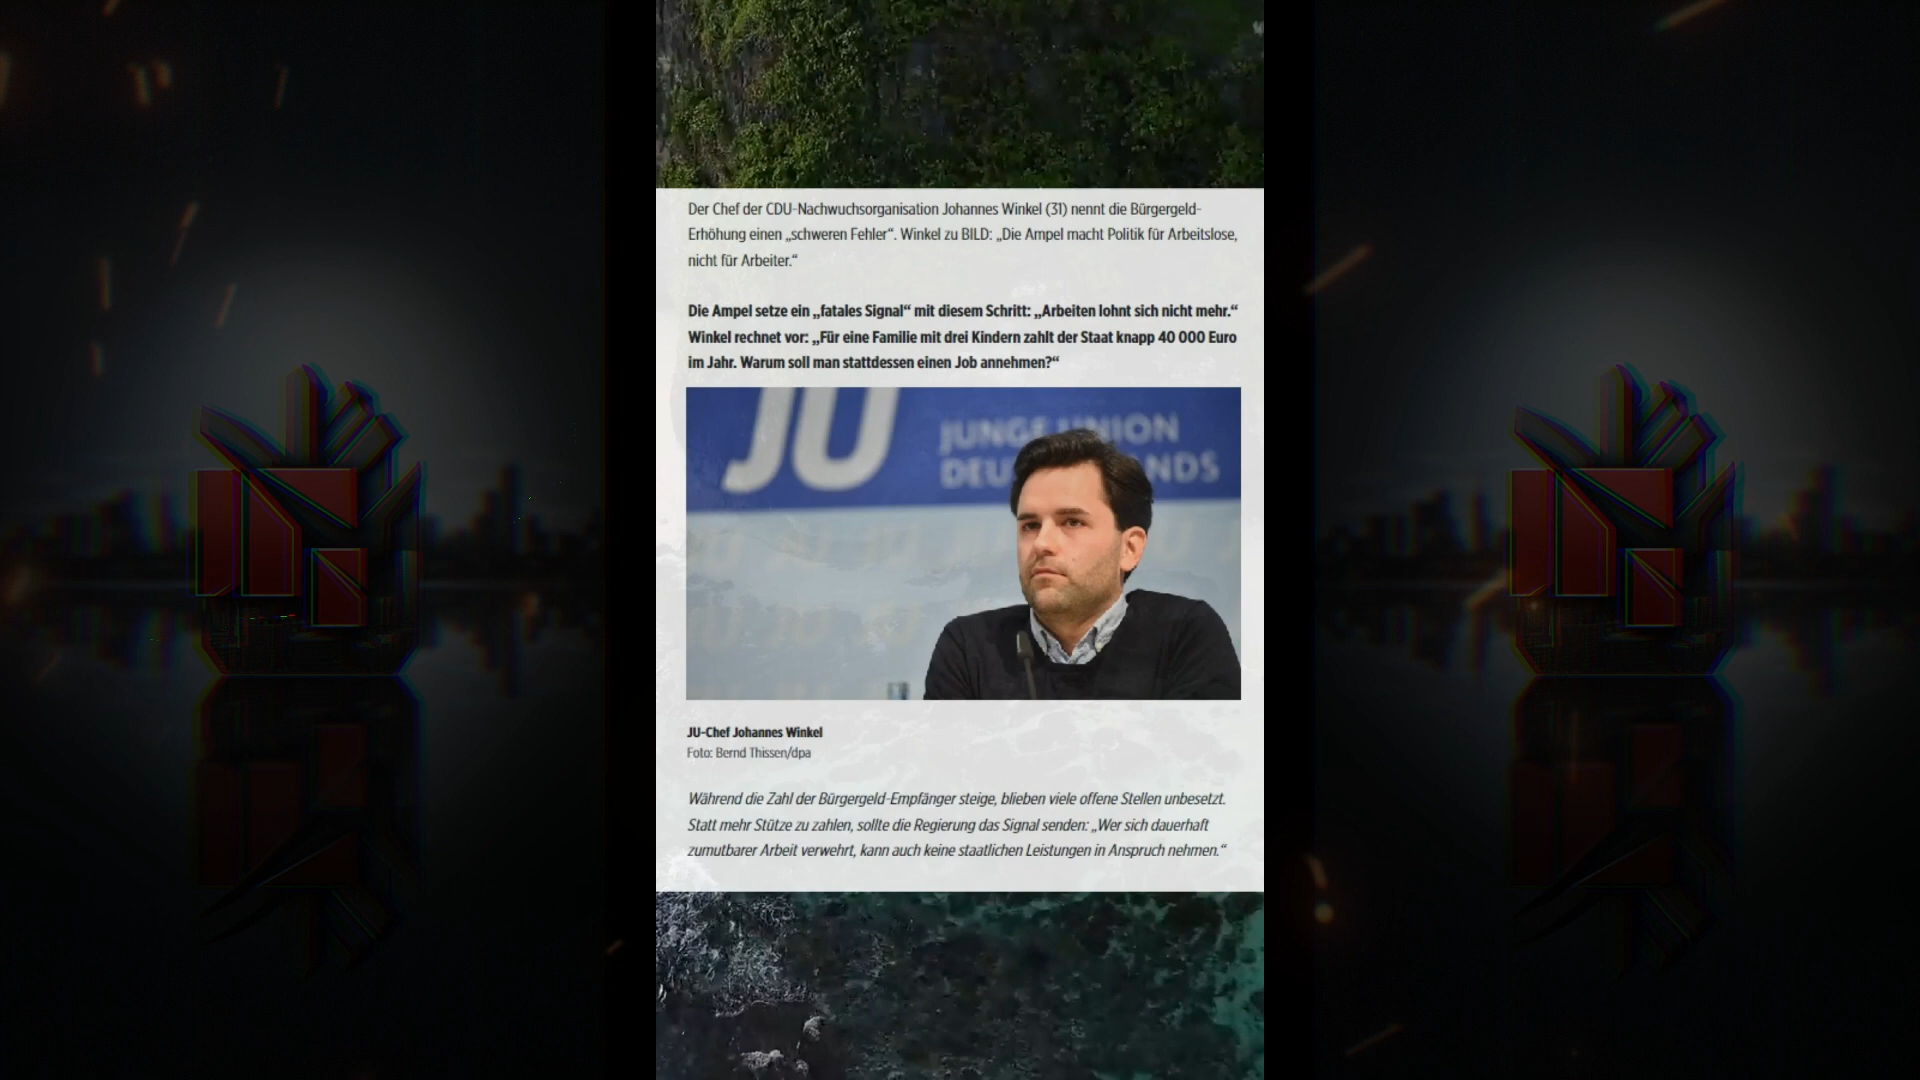 Der Chef der CDU-Nachwuchsorganisation Johannes Winkel (31) nennt die Bürgergeld-
Erhöhung einen „schweren Fehler“. Winkel zu BILD: „Die Ampel macht Politik für Arbeitslose,
nicht für Arbeiter.“
Die Ampel setze ein „fatales Signal“ mit diesem Schritt: „Arbeiten lohnt sich nicht mehr.“
Winkel rechnet vor: „Für eine Familie mit drei Kindern zahlt der Staat knapp 40 000 Euro
im Jahr. Warum soll man stattdessen einen Job annehmen?“
JU
JUNGE UNION
DEU LANDS
JU-Chef Johannes Winkel
Foto: Bernd Thissen/dpa
Während die Zahl der Bürgergeld-Empfänger steige, blieben viele offene Stellen unbesetzt.
Statt mehr Stütze zu zahlen, sollte die Regierung das Signal senden: „Wer sich dauerhaft
zumutbarer Arbeit verwehrt, kann auch keine staatlichen Leistungen in Anspruch nehmen.“